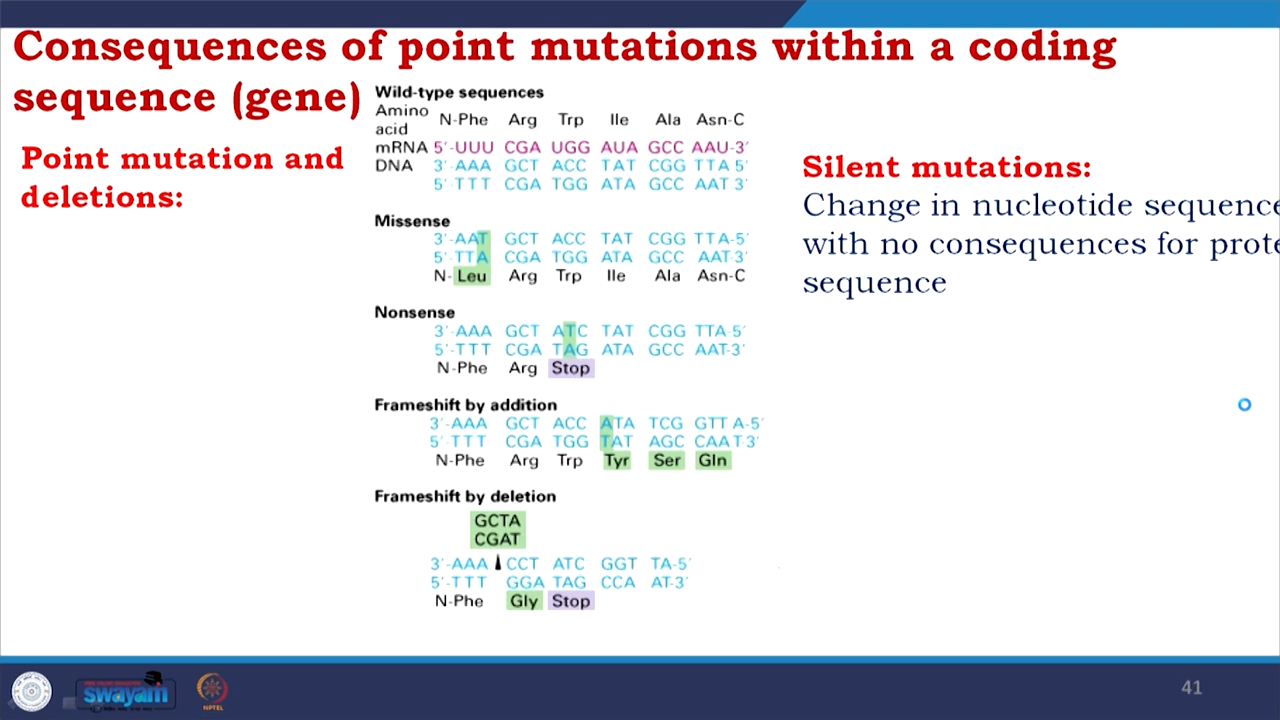 Consequences of point mutations within a coding
sequence (gene)
Point mutation and
deletions:
Wild-type sequences
Amino
acid
N-Phe Arg Trp Ile Ala Asn-C
mRNA 5′-UUU CGA UGG AUA GCC AAU-3′
DNA 3′-AAA GCT ACC TAT CGG TTA 5′
5′-TTT CGA TGG ATA GCC AAT 3′
Missense
3′-AAT GCT ACC TAT CGG TTA-5′
5′-TTA CGA TGG ATA GCC AAT-3′
N-Leu Arg Trp Ile Ala Asn-C
Nonsense
3′-AAA GCT ATC TAT CGG TTA-5′
5′-TTT CGA TAG ATA GCC AAT-3′
N-Phe Arg Stop
Frameshift by addition
3′-AAA GCT ACC ATA TCG GTT A-5′
5′-TTT CGA TGG TAT AGC CAA T-3′
N-Phe Arg Trp Tyr Ser Gln
Frameshift by deletion
GCTA
CGAT
3′-AAA CCT ATC GGT TA-5′
5′-TTT GGA TAG CCA AT-3′
N-Phe Gly Stop
Silent mutations:
Change in nucleotide sequence
with no consequences for prote
sequence
swayam
NPTEL
41